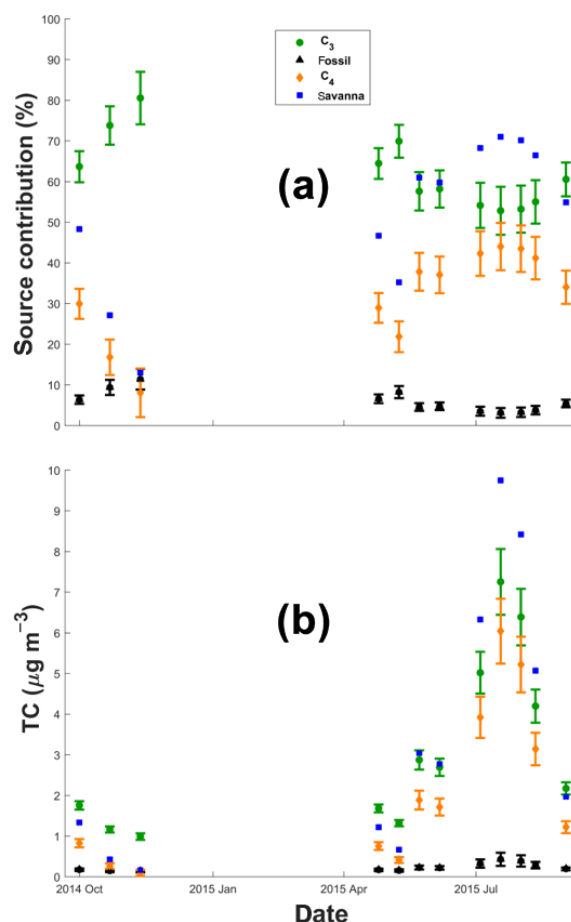 100
90
80
70
60
50
40
30
20
10
0
Source contribution (%)
C3
Fossil
C4
Savanna
(a)
10
9
8
7
6
5
4
3
2
1
0
TC (μg m−3)
(b)
2014 Oct
2015 Jan
2015 Apr
2015 Jul
Date